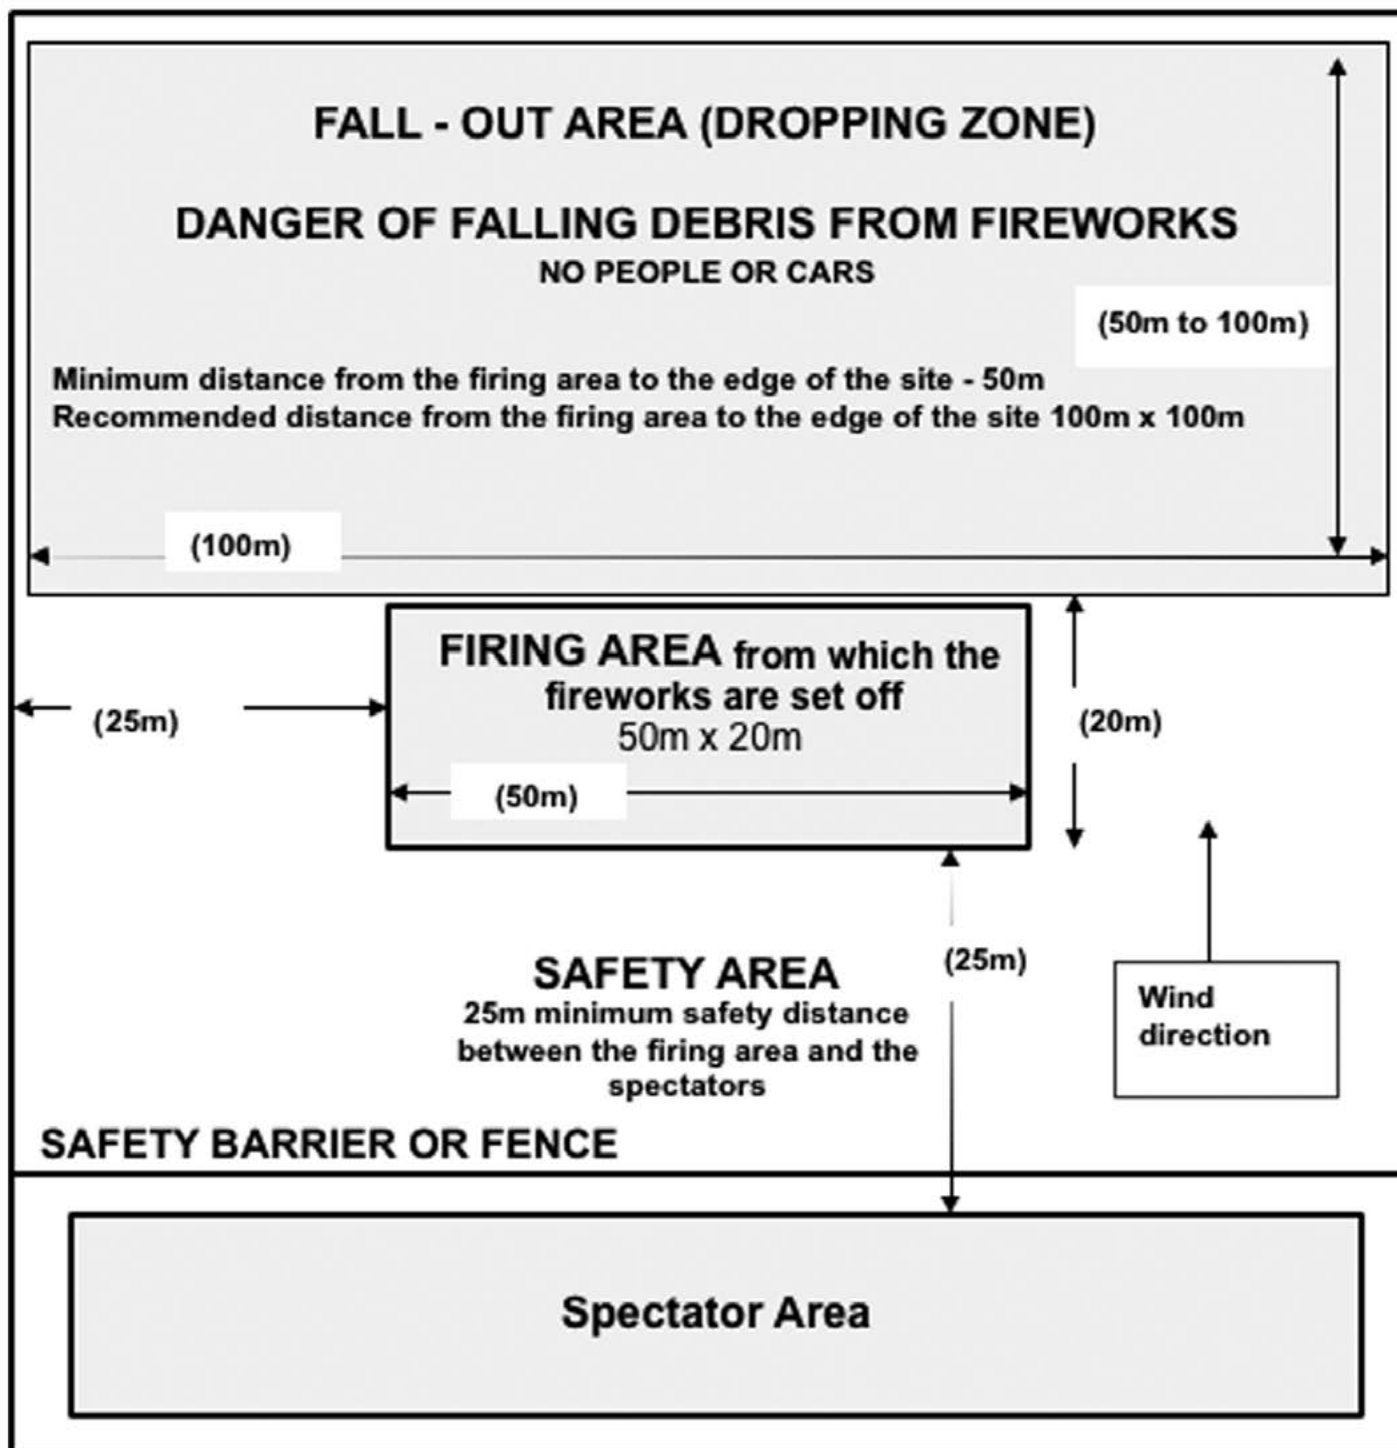 FALL - OUT AREA (DROPPING ZONE)
DANGER OF FALLING DEBRIS FROM FIREWORKS
NO PEOPLE OR CARS
(50m to 100m)
Minimum distance from the firing area to the edge of the site - 50m
Recommended distance from the firing area to the edge of the site 100m x 100m
(100m)
FIRING AREA from which the
fireworks are set off
50m x 20m
(25m)
(20m)
(50m)
SAFETY AREA
(25m)
25m minimum safety distance
between the firing area and the
spectators
Wind
direction
SAFETY BARRIER OR FENCE
Spectator Area